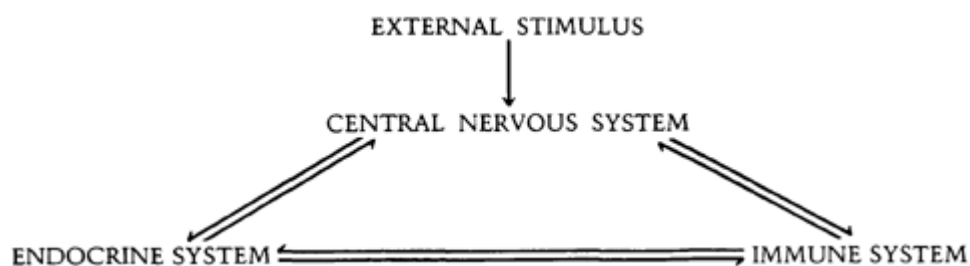 EXTERNAL STIMULUS
CENTRAL NERVOUS SYSTEM
ENDOCRINE SYSTEM
IMMUNE SYSTEM